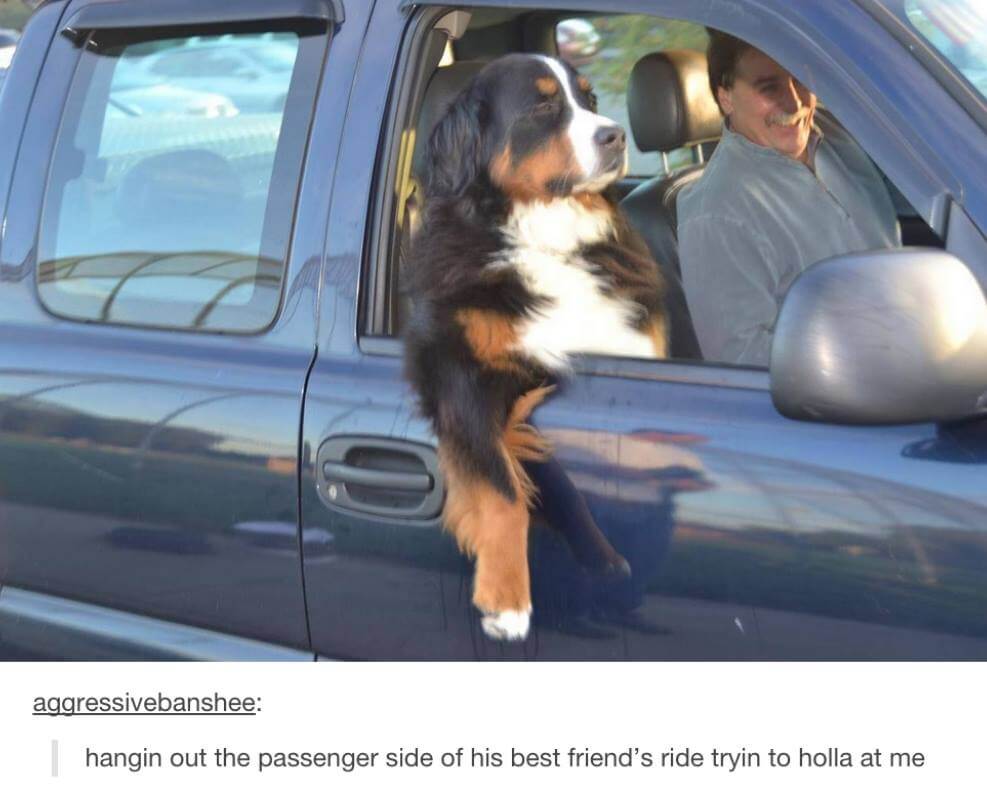 aggressivebanshee:
hangin out the passenger side of his best friend's ride tryin to holla at me